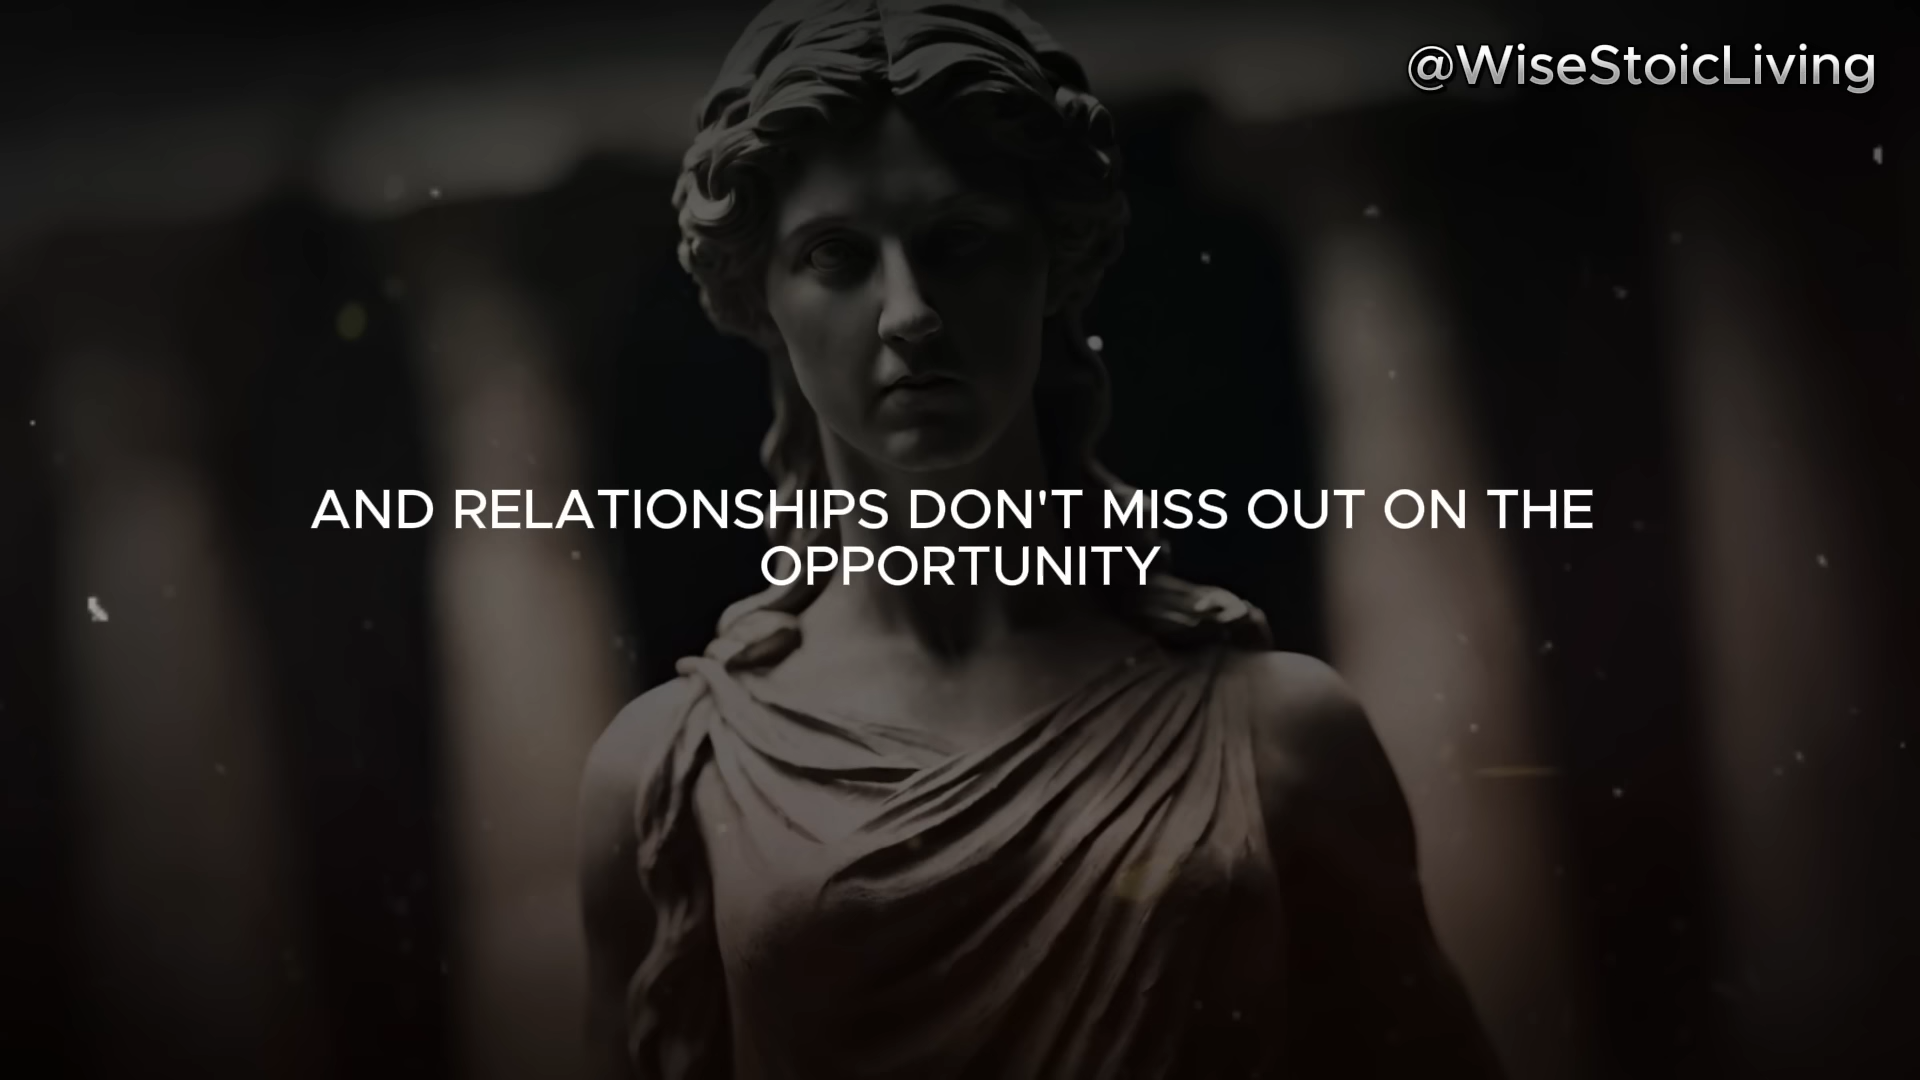 @WiseStoicLiving
AND RELATIONSHIPS DON'T MISS OUT ON THE
OPPORTUNITY